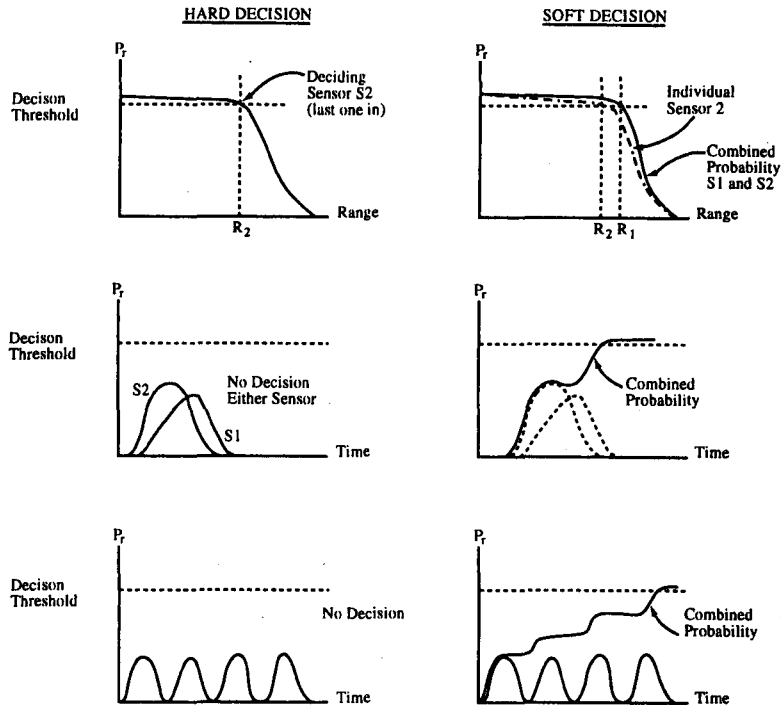 HARD DECISION
SOFT DECISION
Pr
Decison
Threshold
Deciding
Sensor S2
(last one in)
Range
R2
Pr
Individual
Sensor 2
Combined
Probability
S1 and S2
Range
R2 R1
Pr
Decison
Threshold
S2
No Decision
Either Sensor
S1
Time
Pr
Combined
Probability
Time
Pr
Decison
Threshold
No Decision
Time
Pr
Combined
Probability
Time